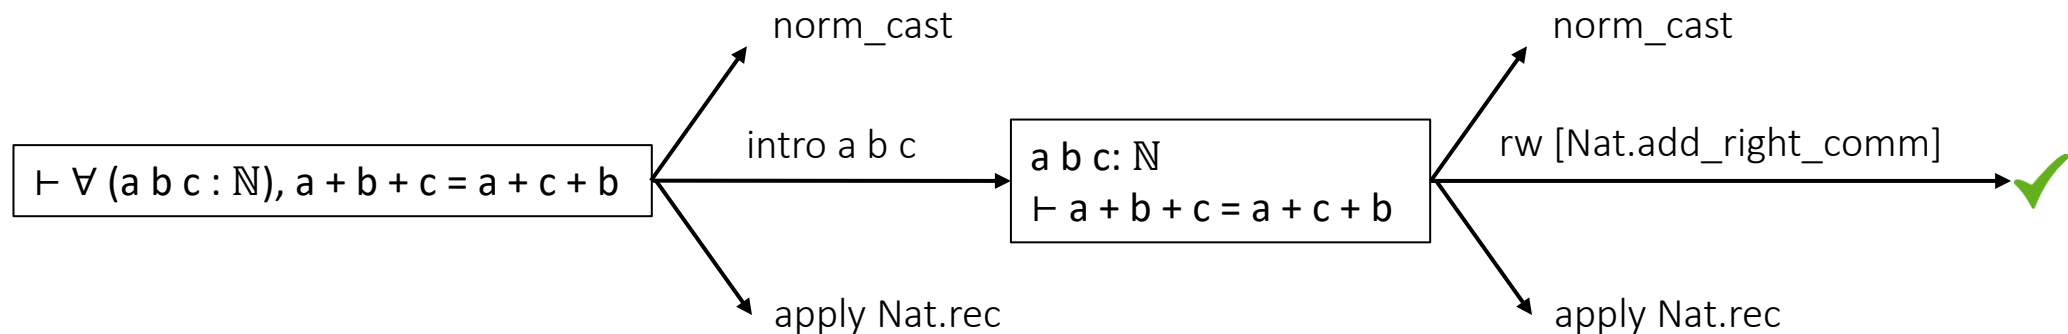 norm_cast
intro a b c
⊢ ∀ (a b c : ℕ), a + b + c = a + c + b
apply Nat.rec
a b c: ℕ
⊢ a + b + c = a + c + b
norm_cast
rw [Nat.add_right_comm]
apply Nat.rec